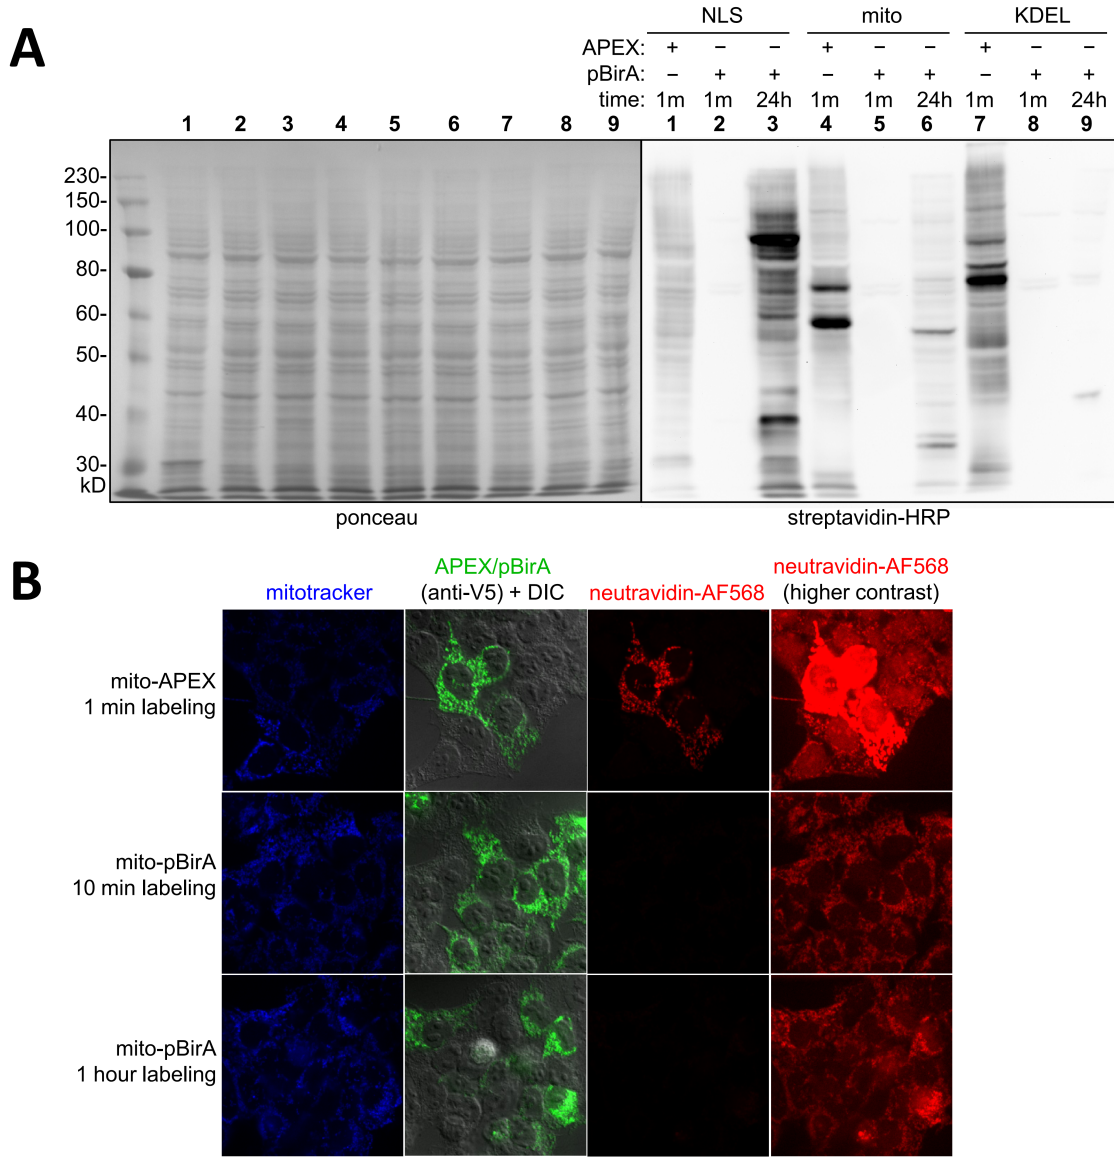 A
NLS mito KDEL
APEX: + – – + – – + – –
pBirA: – + + – + + – + +
time: 1m 1m 24h 1m 1m 24h 1m 1m 24h
1 2 3 4 5 6 7 8 9 1 2 3 4 5 6 7 8 9
230-
150-
100-
80-
60-
50-
40-
30-
kD
ponceau streptavidin-HRP
B
mitotracker
APEX/pBirA
(anti-V5) + DIC
neutravidin-AF568
neutravidin-AF568
(higher contrast)
mito-APEX
1 min labeling
mito-pBirA
10 min labeling
mito-pBirA
1 hour labeling